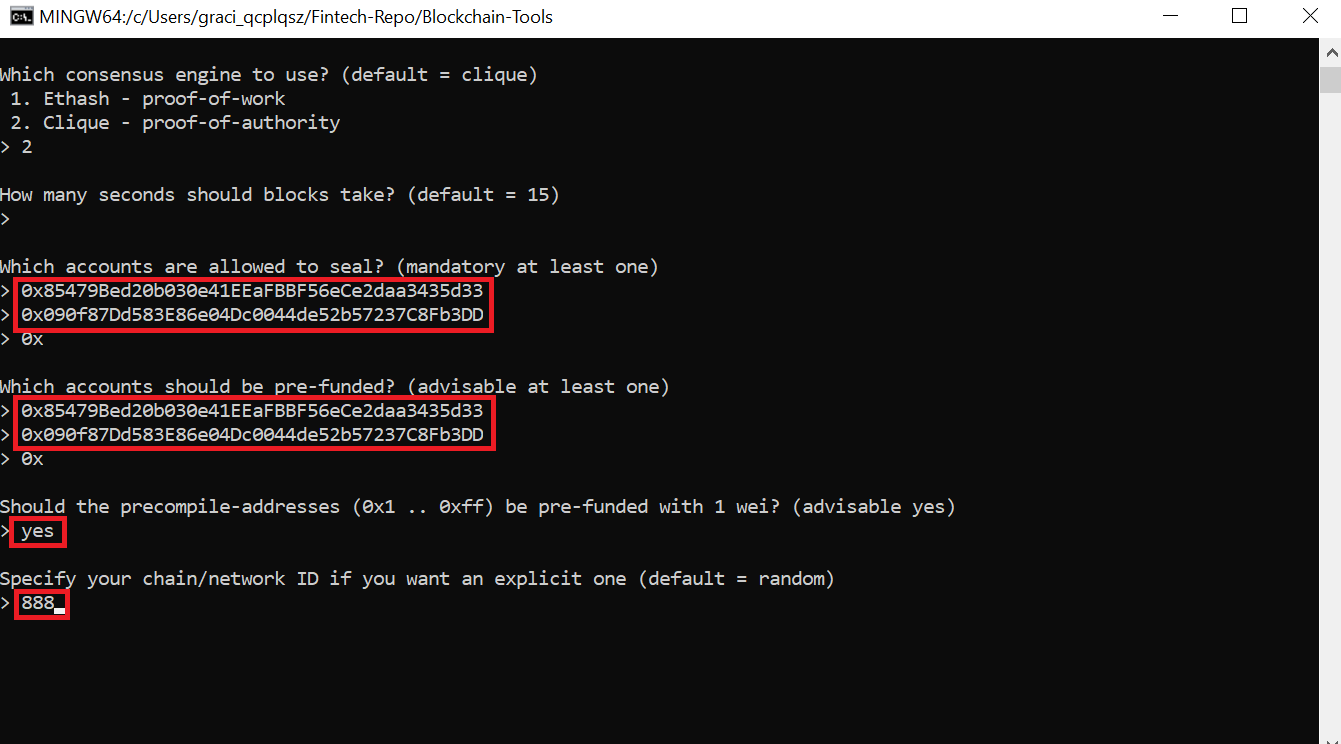 MINGW64:/c/Users/graci_qcplqsz/Fintech-Repo/Blockchain-Tools
Which consensus engine to use? (default = clique)
1. Ethash - proof-of-work
2. Clique - proof-of-authority
> 2
How many seconds should blocks take? (default = 15)
>
Which accounts are allowed to seal? (mandatory at least one)
> 0x85479Bed20b030e41EEaFBBF56eCe2daa3435d33
> 0x090f87Dd583E86e04Dc0044de52b57237C8Fb3DD
> 0x
Which accounts should be pre-funded? (advisable at least one)
> 0x85479Bed20b030e41EEaFBBF56eCe2daa3435d33
> 0x090f87Dd583E86e04Dc0044de52b57237C8Fb3DD
> 0x
Should the precompile-addresses (0x1 .. 0xff) be pre-funded with 1 wei? (advisable yes)
> yes
Specify your chain/network ID if you want an explicit one (default = random)
> 888